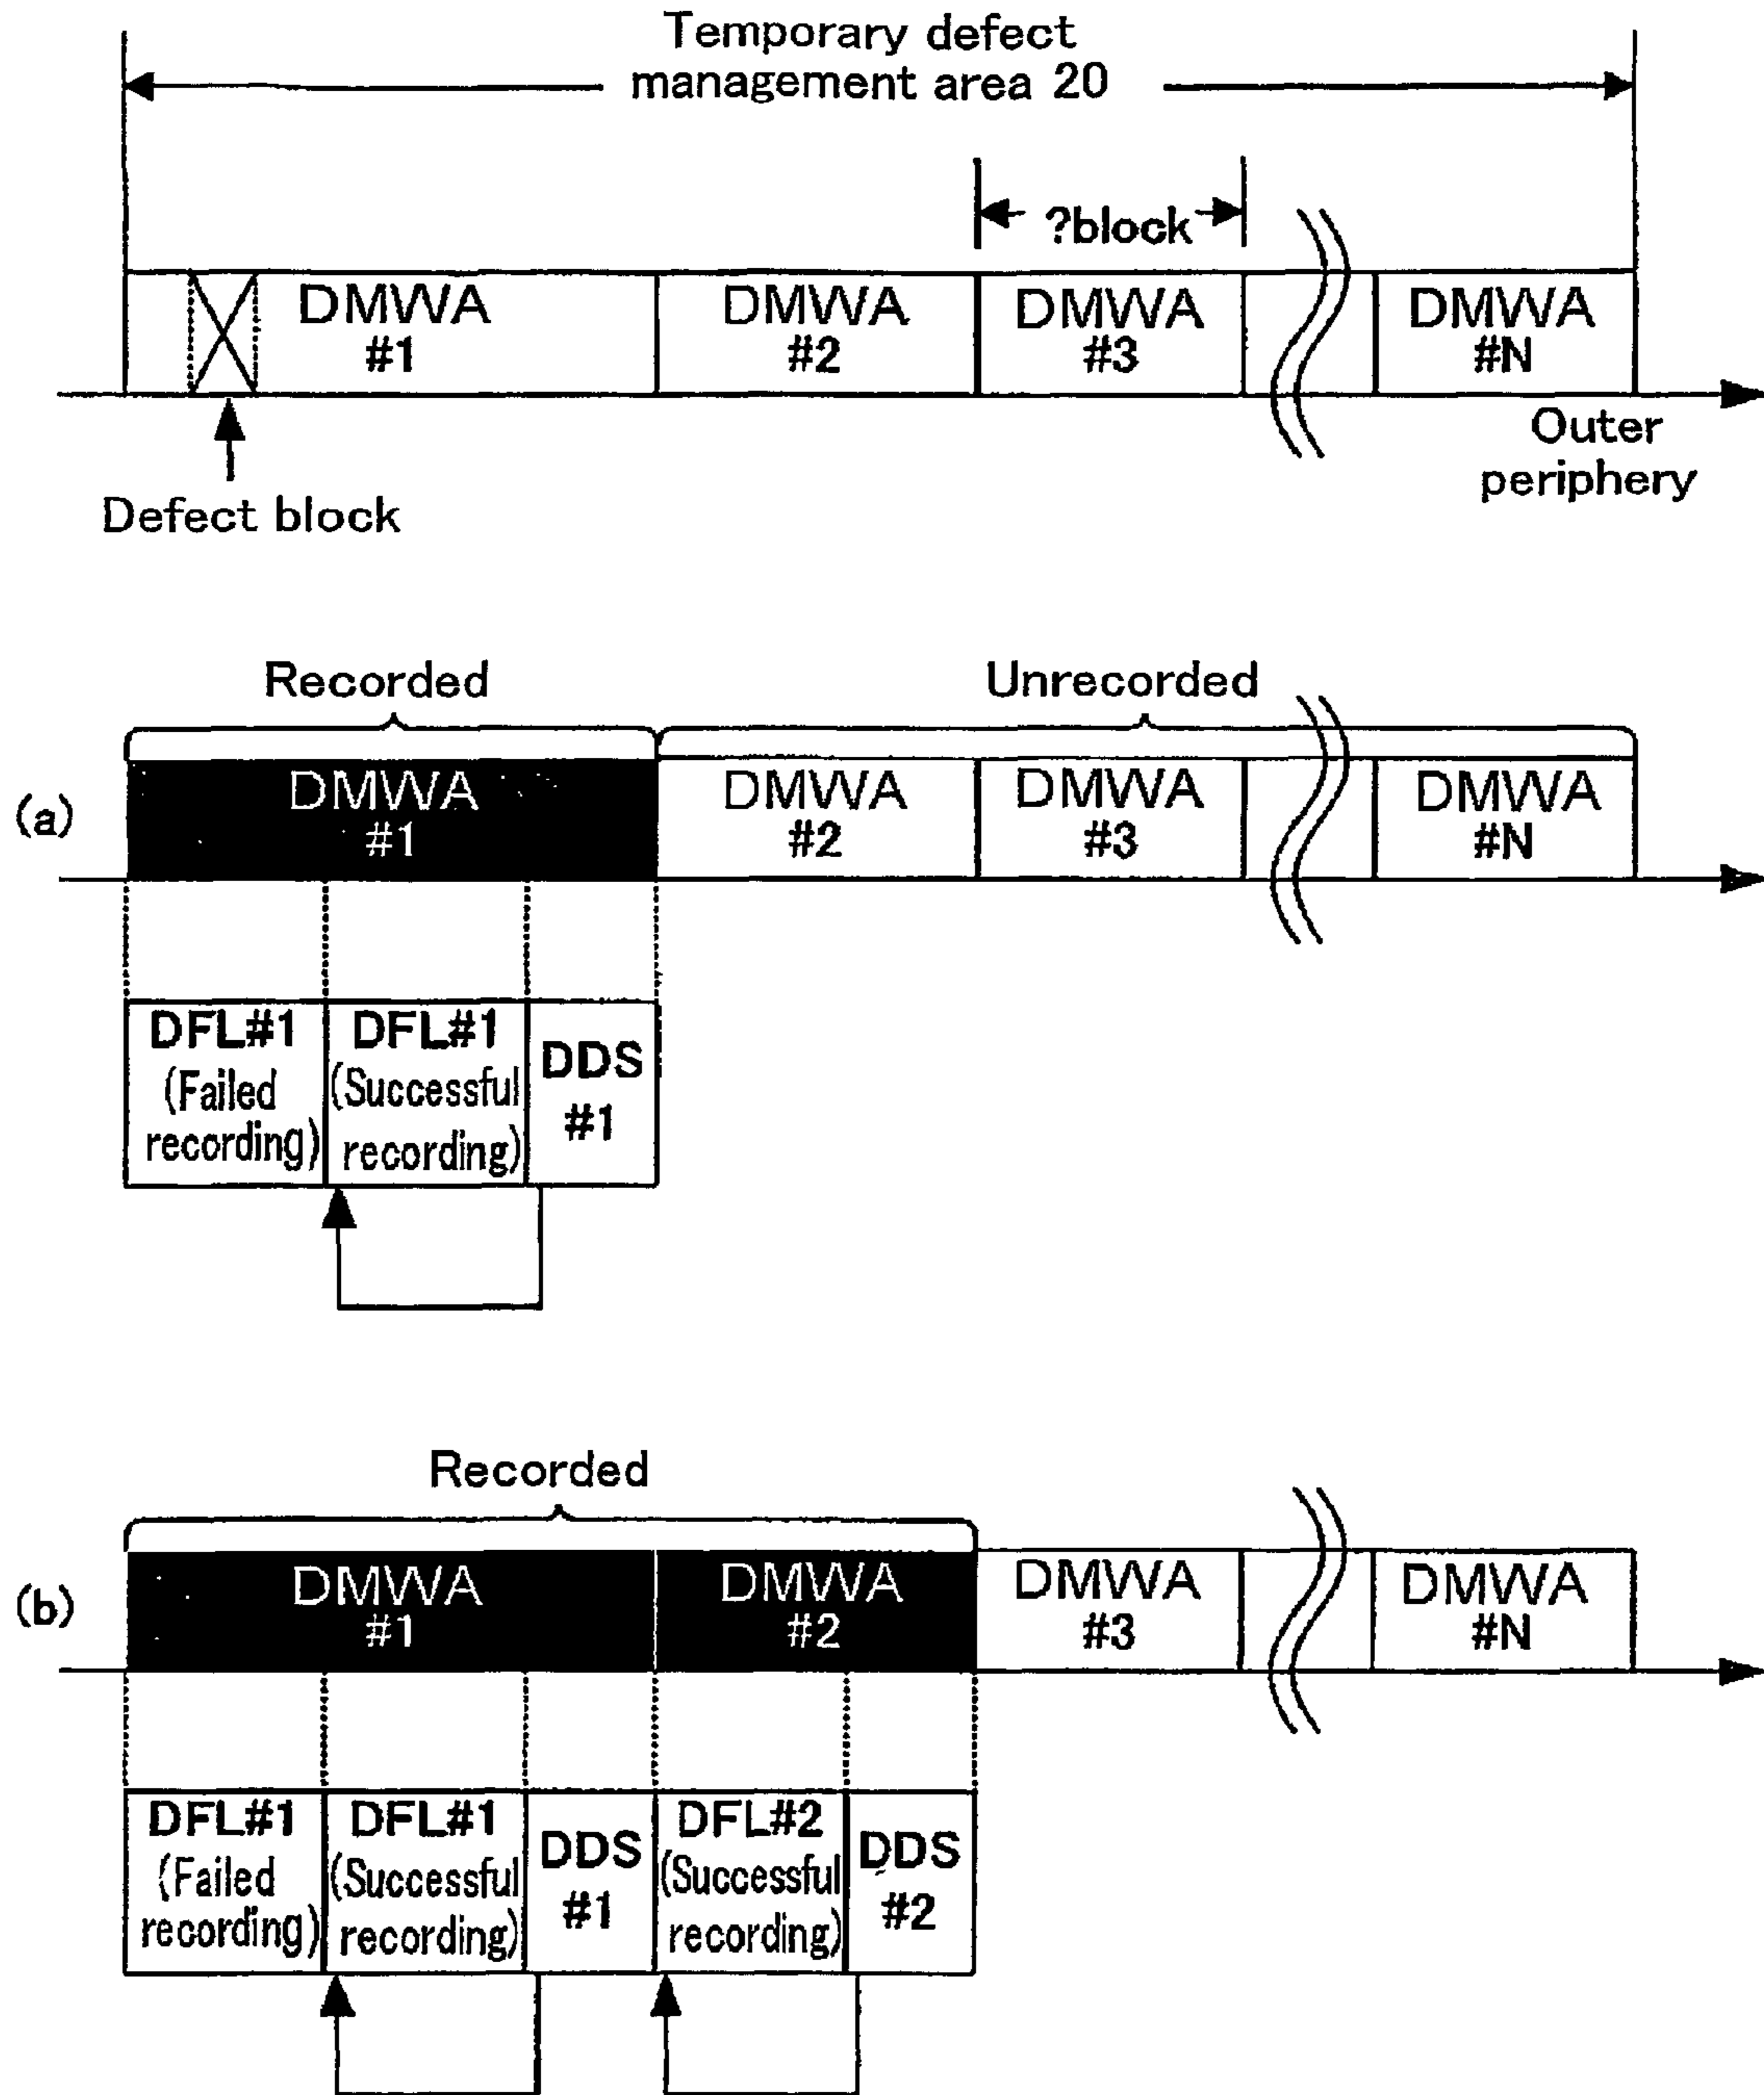 Temporary defect
management area 20
?block
DMWA
#1
DMWA
#2
DMWA
#3
DMWA
#N
Outer
periphery
Defect block
Recorded
Unrecorded
(a)
DMWA
#1
DMWA
#2
DMWA
#3
DMWA
#N
DFL#1
(Failed
recording)
DFL#1
(Successful
recording)
DDS
#1
Recorded
(b)
DMWA
#1
DMWA
#2
DMWA
#3
DMWA
#N
DFL#1
(Failed
recording)
DFL#1
(Successful
recording)
DDS
#1
DFL#2
(Successful
recording)
DDS
#2